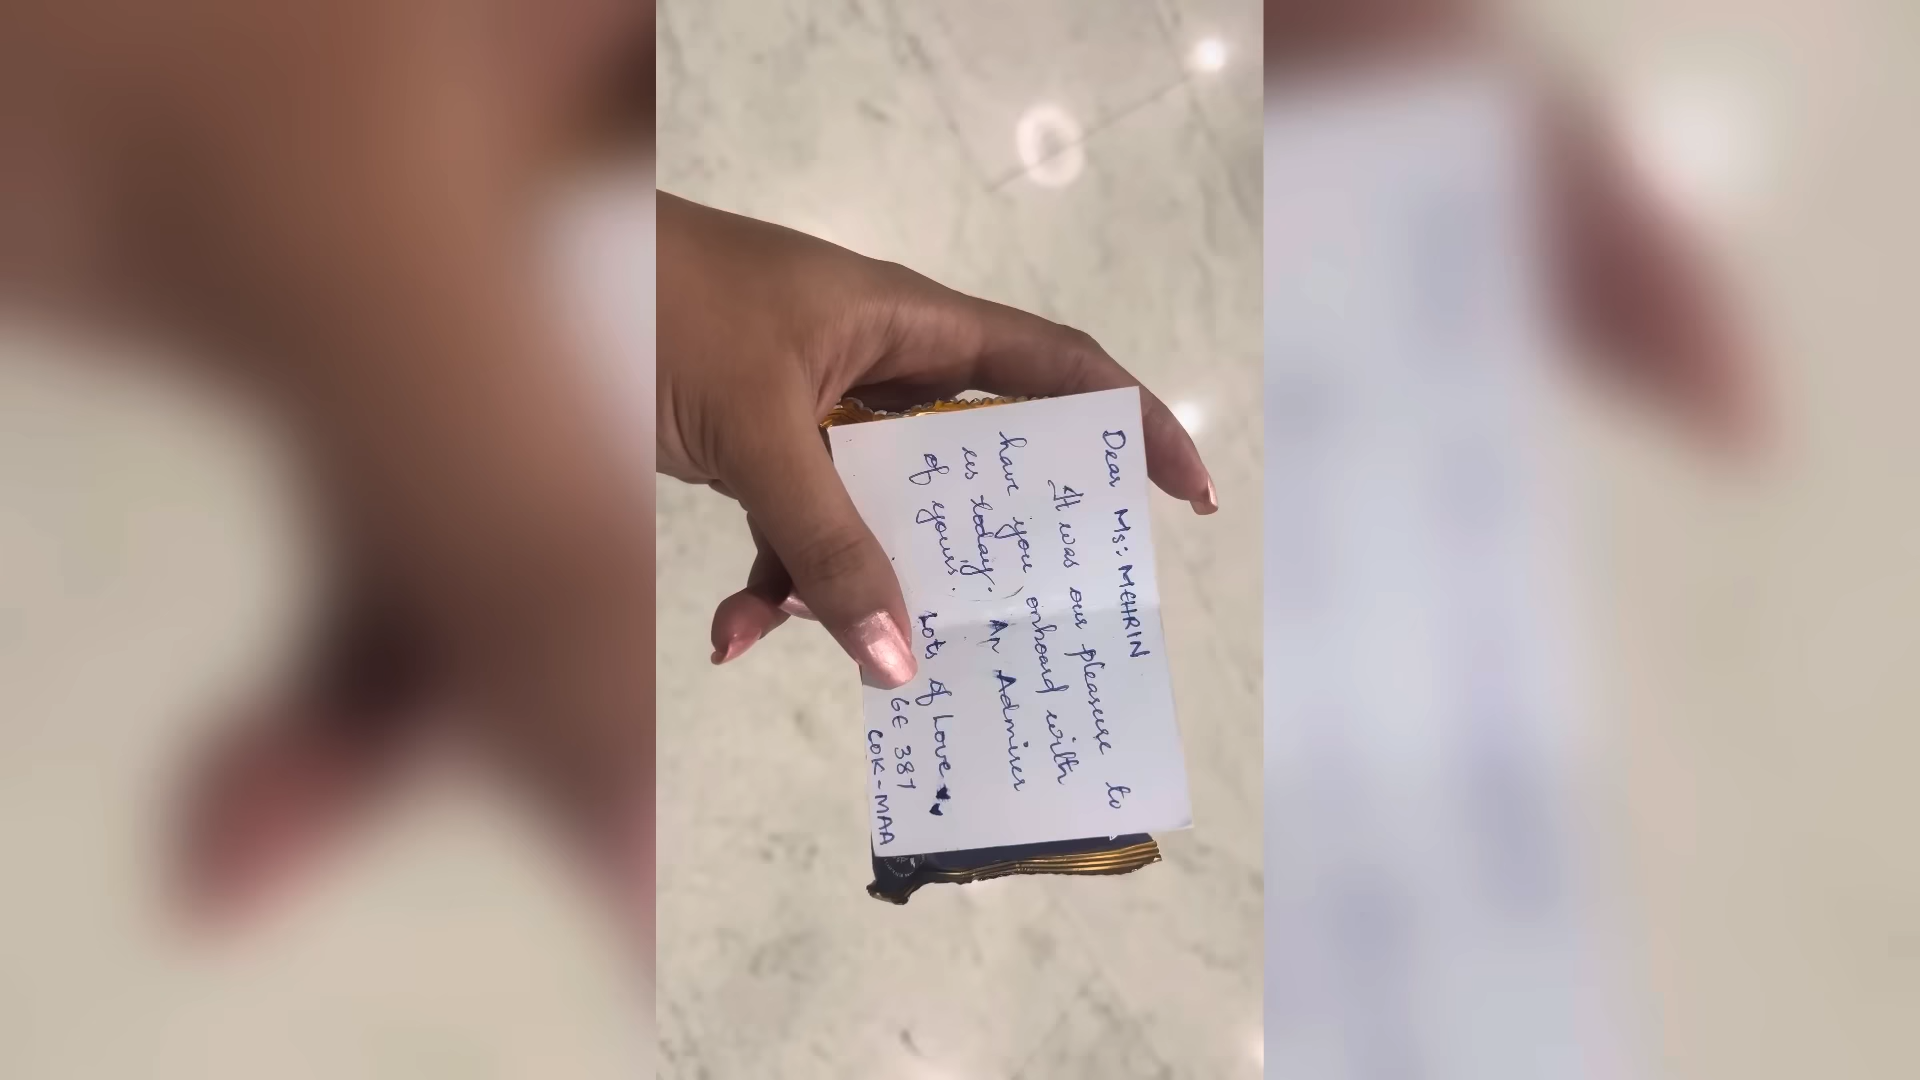 Dear Ms: MEHRIN
It was our pleasure to
have you onboard with
us today. An Admirer
of yours. Lots of Love
6E 387
COK-MAA